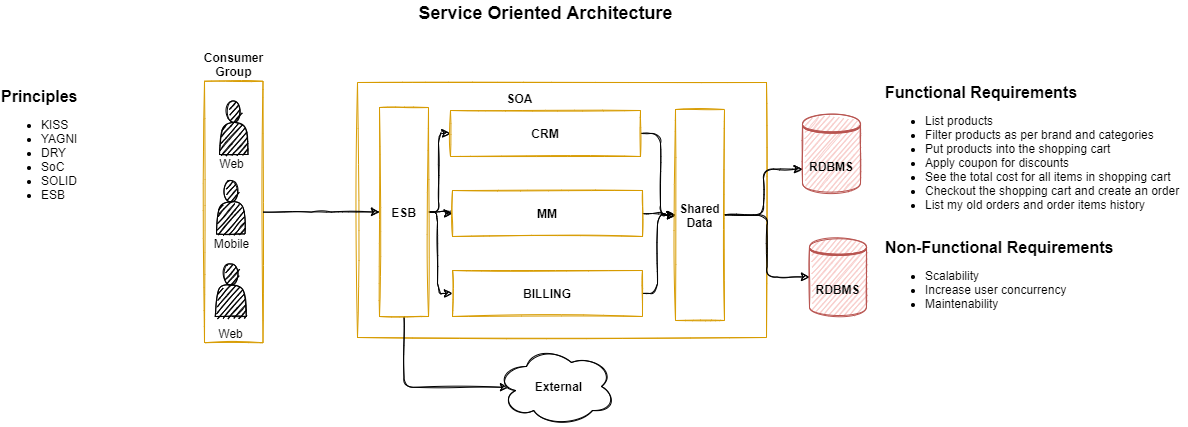 Service Oriented Architecture
Principles
KISS
YAGNI
DRY
SoC
SOLID
ESB
Consumer
Group
Web
Mobile
Web
SOA
ESB
CRM
MM
BILLING
Shared
Data
External
RDBMS
RDBMS
Functional Requirements
List products
Filter products as per brand and categories
Put products into the shopping cart
Apply coupon for discounts
See the total cost for all items in shopping cart
Checkout the shopping cart and create an order
List my old orders and order items history
Non-Functional Requirements
Scalability
Increase user concurrency
Maintenability